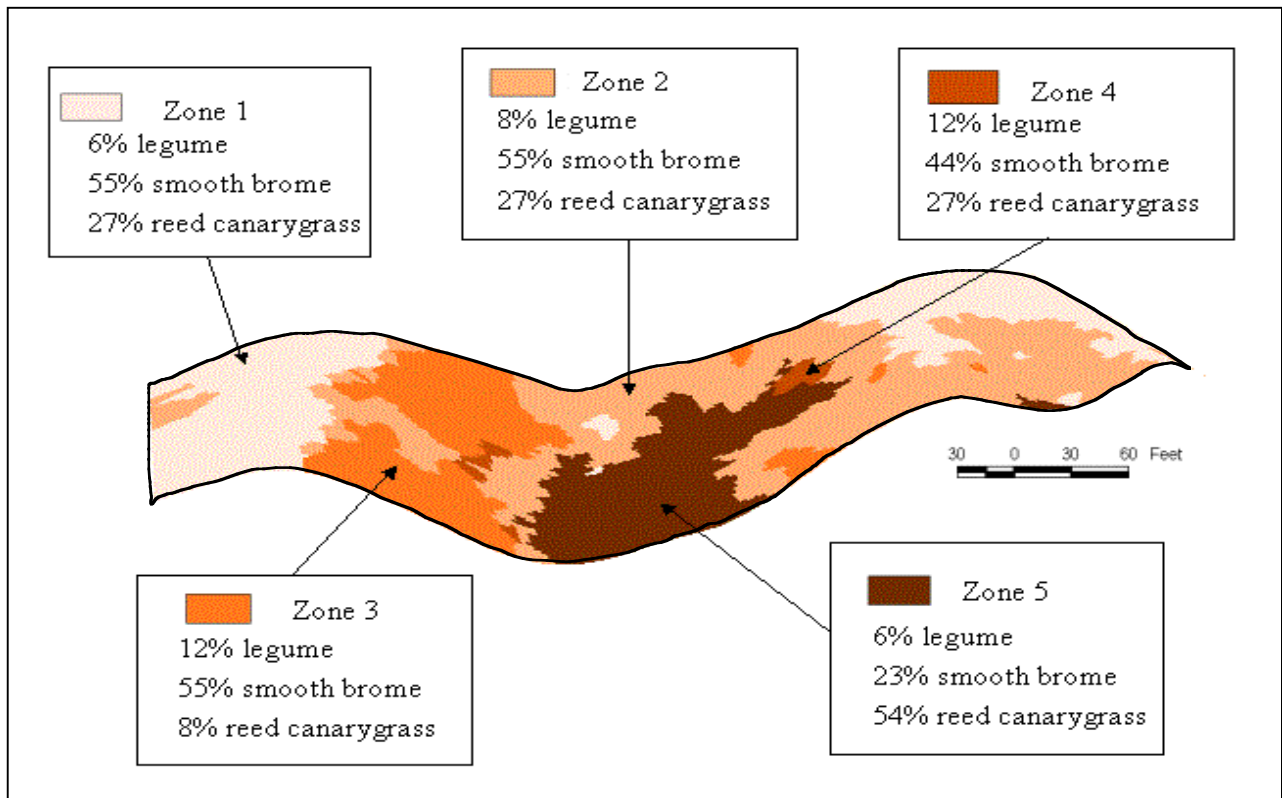 Zone 1
6% legume
55% smooth brome
27% reed canarygrass
Zone 2
8% legume
55% smooth brome
27% reed canarygrass
Zone 4
12% legume
44% smooth brome
27% reed canarygrass
30 0 30 60 Feet
Zone 3
12% legume
55% smooth brome
8% reed canarygrass
Zone 5
6% legume
23% smooth brome
54% reed canarygrass